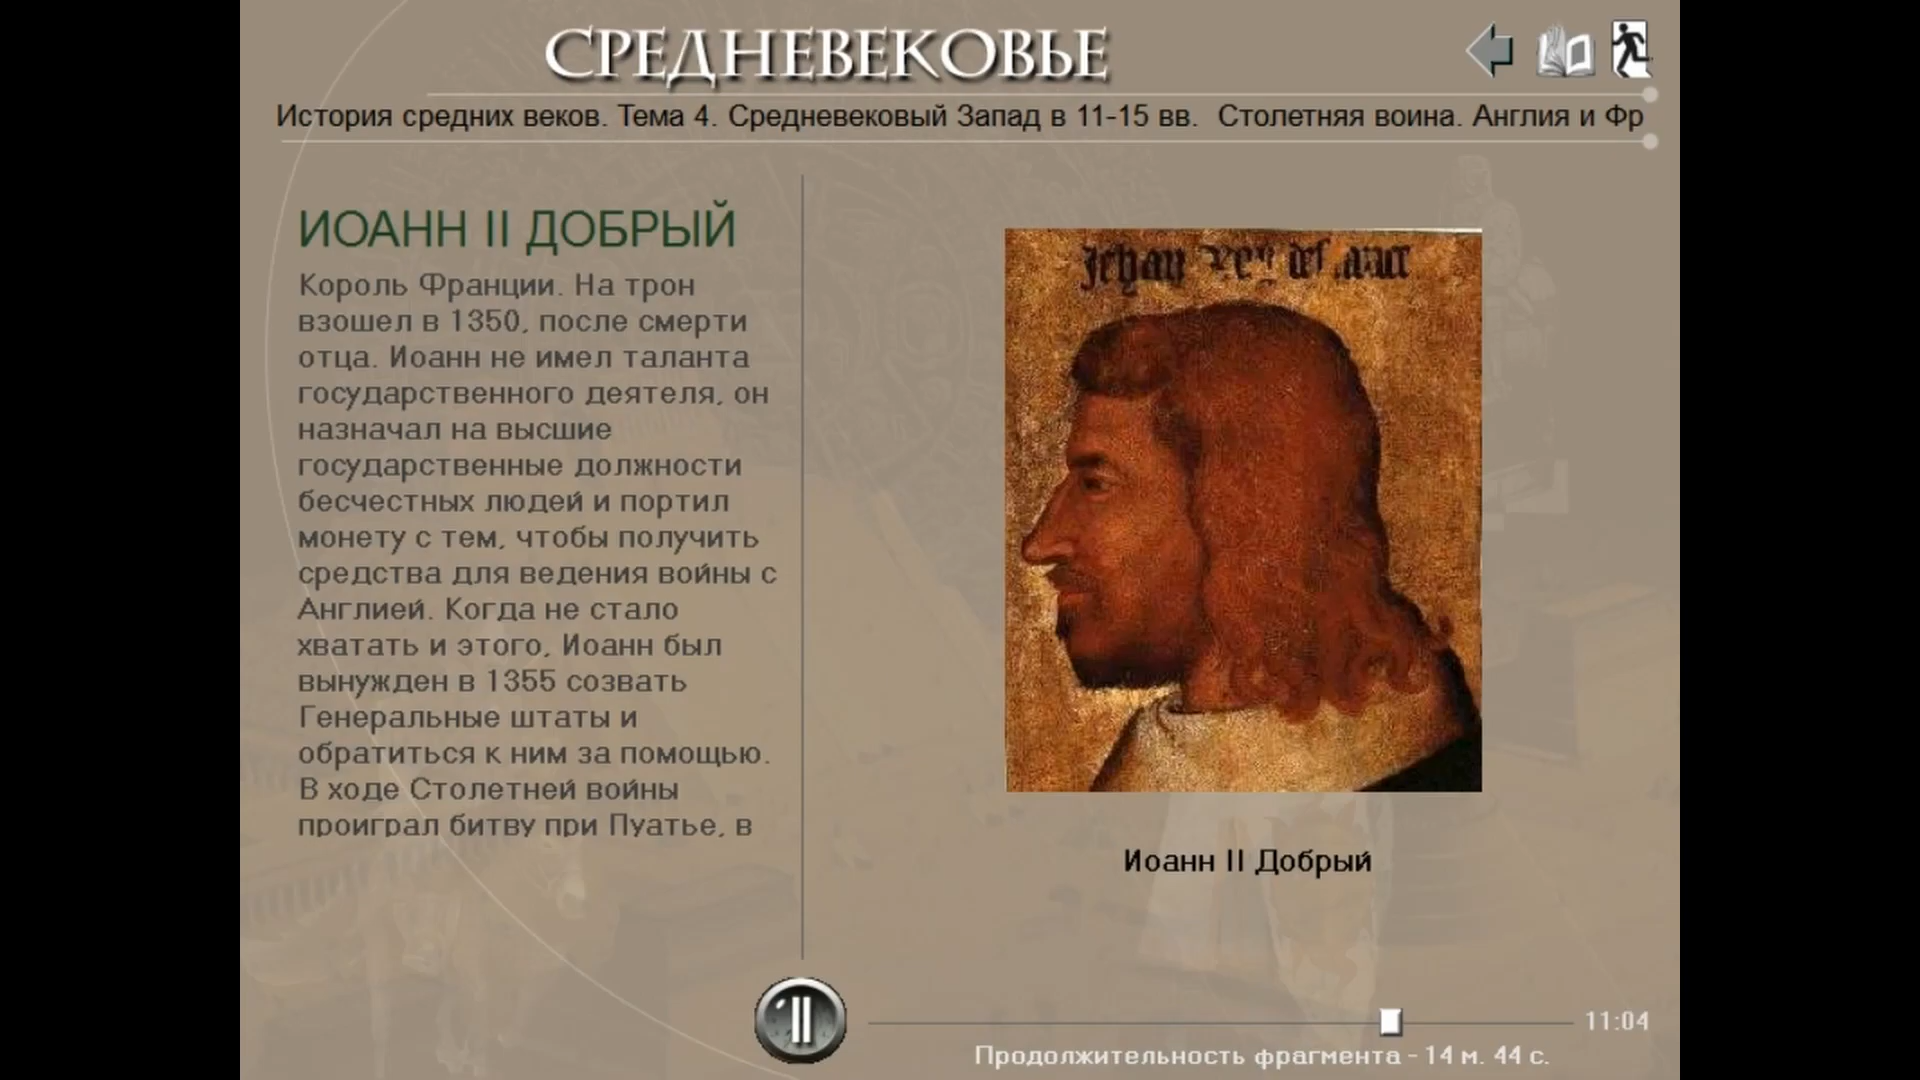 СРЕДНЕВЕКОВЬЕ
История средних веков. Тема 4. Средневековый Запад в 11-15 вв.  Столетняя воина. Англия и Фр
ИОАНН II ДОБРЫЙ
Король Франции. На трон
взошел в 1350, после смерти
отца. Иоанн не имел таланта
государственного деятеля, он
назначал на высшие
государственные должности
бесчестных людей и портил
монету с тем, чтобы получить
средства для ведения войны с
Англией. Когда не стало
хватать и этого, Иоанн был
вынужден в 1355 созвать
Генеральные штаты и
обратиться к ним за помощью.
В ходе Столетней войны
проиграл битву при Пуатье, в
Jehan roy de
Иоанн II Добрый
11:04
Продолжительность фрагмента - 14 м. 44 с.